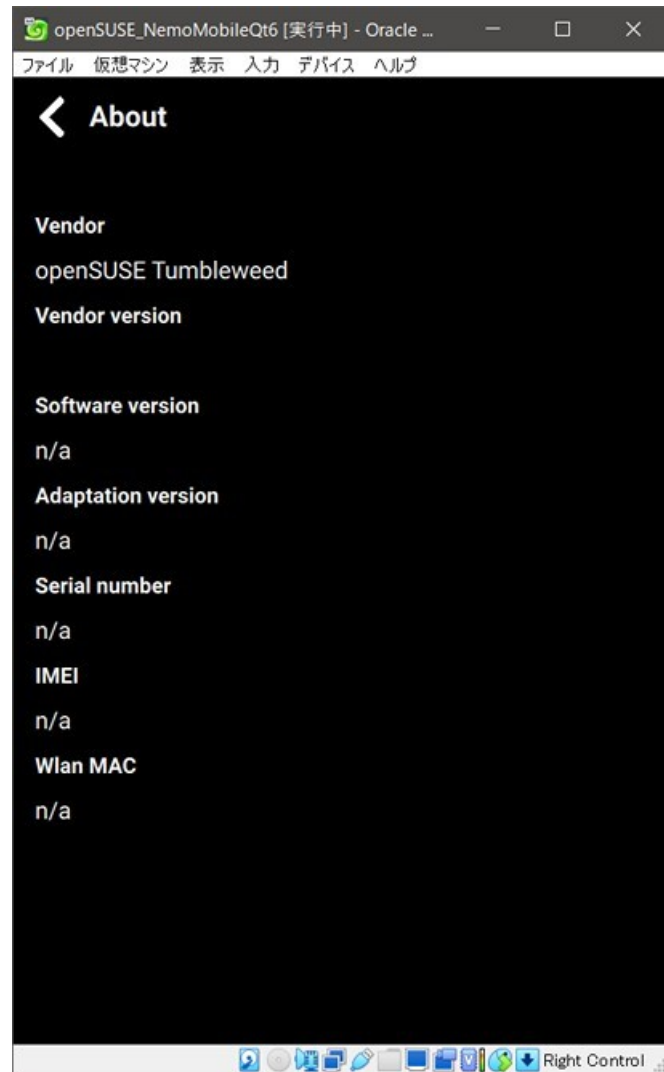 openSUSE_NemoMobileQt6 [実行中] - Oracle ...
ファイル 仮想マシン 表示 入力 デバイス ヘルプ
About
Vendor
openSUSE Tumbleweed
Vendor version
Software version
n/a
Adaptation version
n/a
Serial number
n/a
IMEI
n/a
Wlan MAC
n/a
Right Control